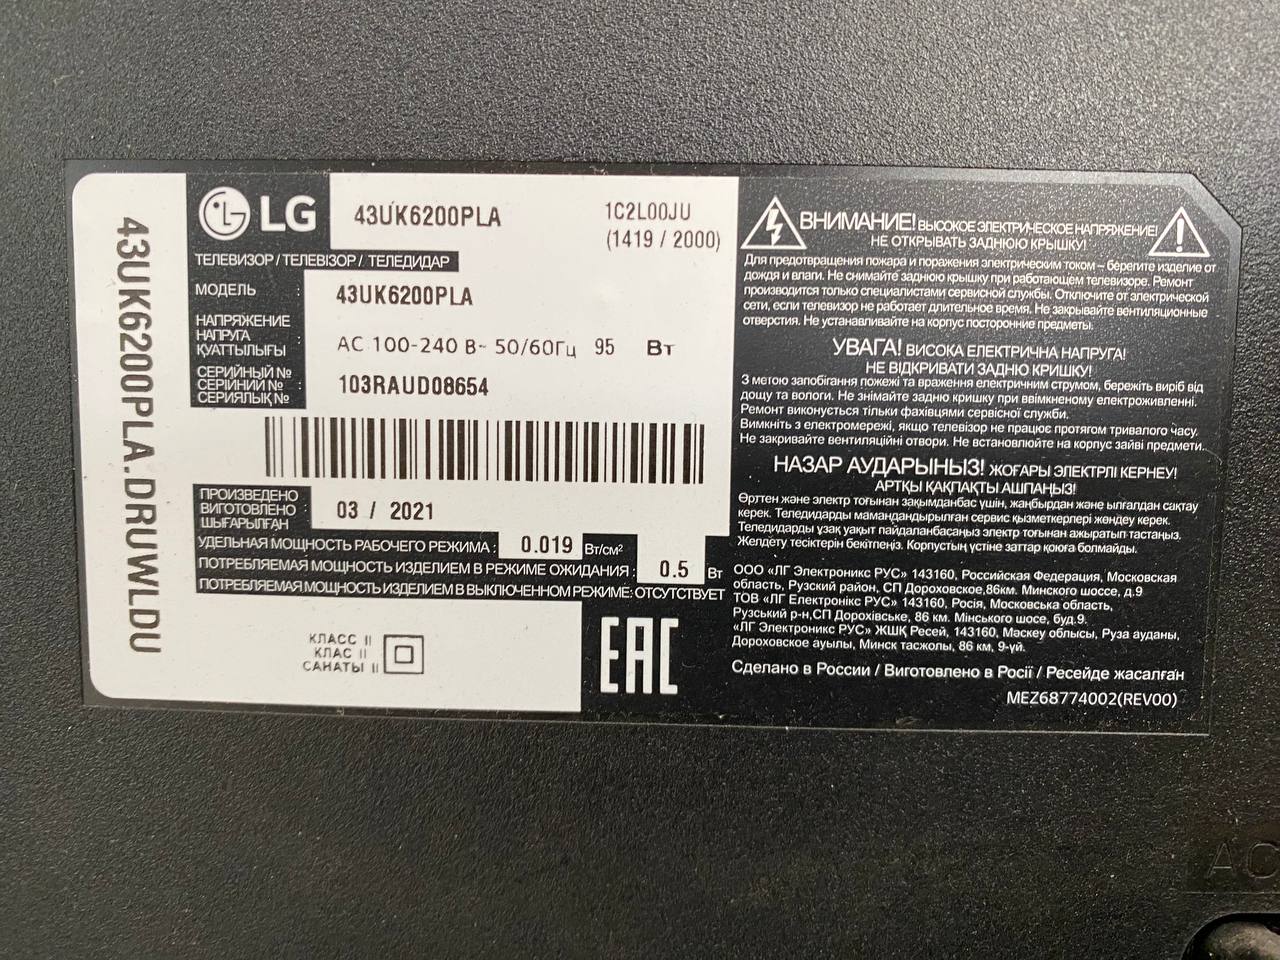 43UK6200PLA.DRUWLDU
LG
43UK6200PLA
1C2L00JU
(1419 / 2000)
ТЕЛЕВИЗОР / ТЕЛЕВІЗОР / ТЕЛЕДИДАР
МОДЕЛЬ :
43UK6200PLA
НАПРЯЖЕНИЕ
НАПРУГА :
ҚУАТТЫЛЫҒЫ
AC 100-240 В~ 50/60Гц 95 Вт
СЕРИЙНЫЙ №
СЕРІЙНИЙ № :
СЕРИЯЛЫҚ №
103RAUD08654
ПРОИЗВЕДЕНО
ВИГОТОВЛЕНО :
ШЫҒАРЫЛҒАН
03 / 2021
УДЕЛЬНАЯ МОЩНОСТЬ РАБОЧЕГО РЕЖИМА : 0.019 Вт/см²
ПОТРЕБЛЯЕМАЯ МОЩНОСТЬ ИЗДЕЛИЕМ В РЕЖИМЕ ОЖИДАНИЯ : 0.5 Вт
ПОТРЕБЛЯЕМАЯ МОЩНОСТЬ ИЗДЕЛИЕМ В ВЫКЛЮЧЕННОМ РЕЖИМЕ: ОТСУТСТВУЕТ
КЛАСС II
КЛАС II
САНАТЫ II
EAC
ВНИМАНИЕ! ВЫСОКОЕ ЭЛЕКТРИЧЕСКОЕ НАПРЯЖЕНИЕ!
НЕ ОТКРЫВАТЬ ЗАДНЮЮ КРЫШКУ!
Для предотвращения пожара и поражения электрическим током – берегите изделие от
дождя и влаги. Не снимайте заднюю крышку при работающем телевизоре. Ремонт
производится только специалистами сервисной службы. Отключите от электрической
сети, если телевизор не работает длительное время. Не закрывайте вентиляционные
отверстия. Не устанавливайте на корпус посторонние предметы.
УВАГА! ВИСОКА ЕЛЕКТРИЧНА НАПРУГА!
НЕ ВІДКРИВАТИ ЗАДНЮ КРИШКУ!
З метою запобігання пожежі та враження електричним струмом, бережіть виріб від
дощу та вологи. Не знімайте задню кришку при ввімкненому електроживленні.
Ремонт виконується тільки фахівцями сервісної служби.
Вимкніть з електромережі, якщо телевізор не працює протягом тривалого часу.
Не закривайте вентиляційні отвори. Не встановлюйте на корпус зайві предмети.
НАЗАР АУДАРЫҢЫЗ! ЖОҒАРЫ ЭЛЕКТРЛІ КЕРНЕУ!
АРТҚЫ ҚАҚПАҚТЫ АШПАҢЫЗ!
Өрттен және электр тоғынан зақымданбас үшін, жаңбырдан және ылғалдан сақтау
керек. Теледидарды мамандандырылған сервис қызметкерлері жөндеу керек.
Теледидарды ұзақ уақыт пайдаланбасаңыз электр тоғынан ажыратып тастаңыз.
Желдету тесіктерін бекітпеңіз. Корпустың үстіне заттар қоюға болмайды.
ООО «ЛГ Электроникс РУС» 143160, Российская Федерация, Московская
область, Рузский район, СП Дороховское,86км. Минского шоссе, д.9
ТОВ «ЛГ Електронікс РУС» 143160, Росія, Московська область,
Рузський р-н,СП Дорохівське, 86 км. Мінського шосе, буд.9.
«ЛГ Электроникс РУС» ЖШҚ Ресей, 143160, Мәскеу облысы, Руза ауданы,
Дороховское ауылы, Минск тасжолы, 86 км, 9-үй.
Сделано в России / Виготовлено в Росії / Ресейде жасалған
MEZ68774002(REV00)
AC